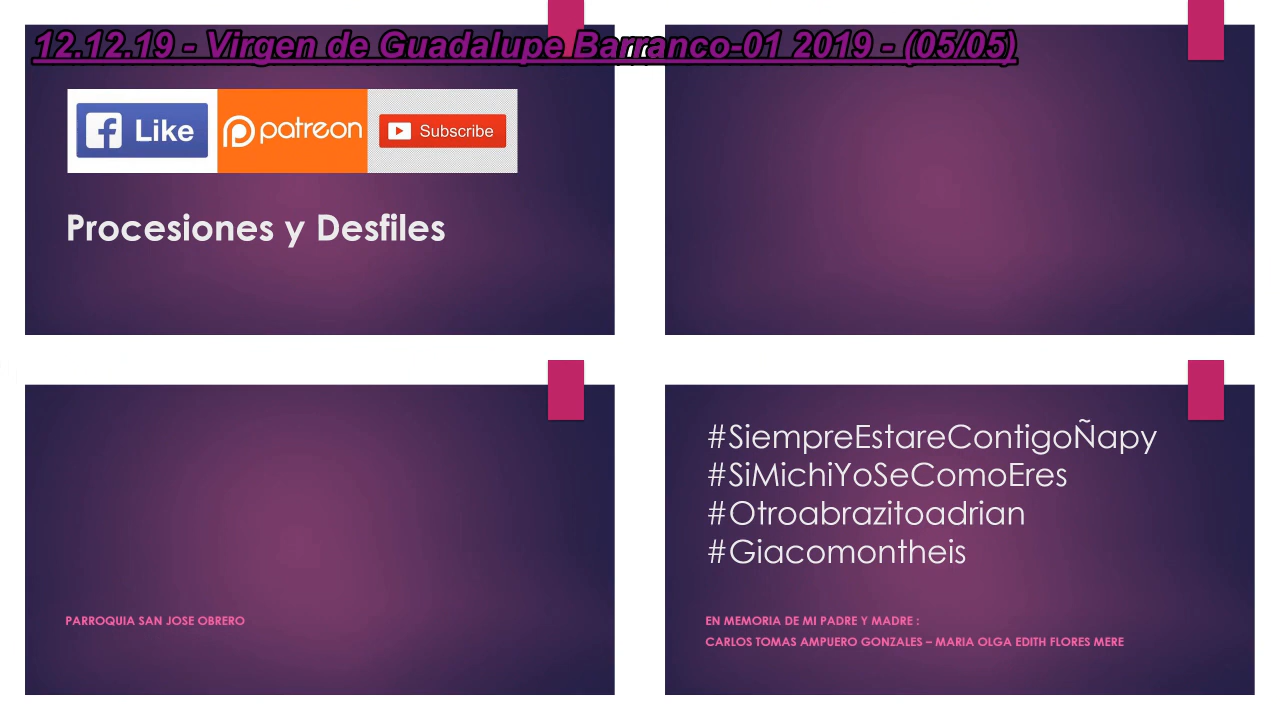 12.12.19 - Virgen de Guadalupe Barranco-01 2019 - (05/05)
Like
patreon
Subscribe
Procesiones y Desfiles
PARROQUIA SAN JOSE OBRERO
#SiempreEstareContigoÑapy
#SiMichiYoSeComoEres
#Otroabrazitoadrian
#Giacomontheis
EN MEMORIA DE MI PADRE Y MADRE :
CARLOS TOMAS AMPUERO GONZALES – MARIA OLGA EDITH FLORES MERE